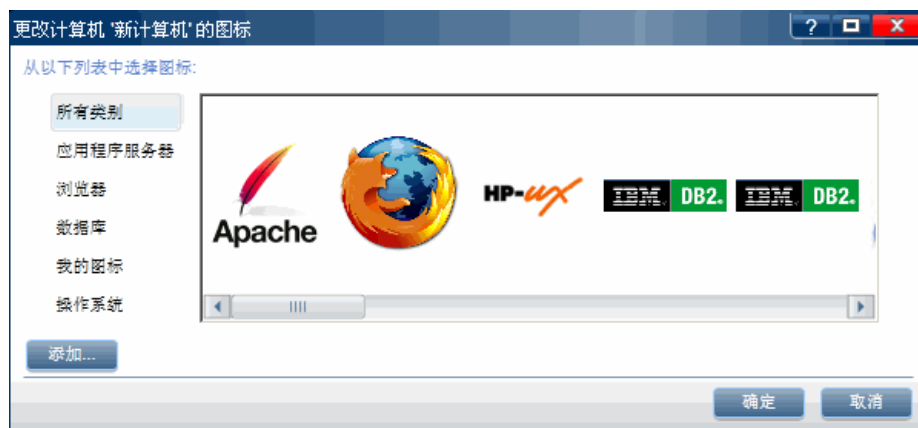 更改计算机 '新计算机' 的图标
?
从以下列表中选择图标:
所有类别
应用程序服务器
浏览器
数据库
我的图标
操作系统
Apache
HP-ux
IBM DB2.
IBM DB2.
添加...
确定
取消